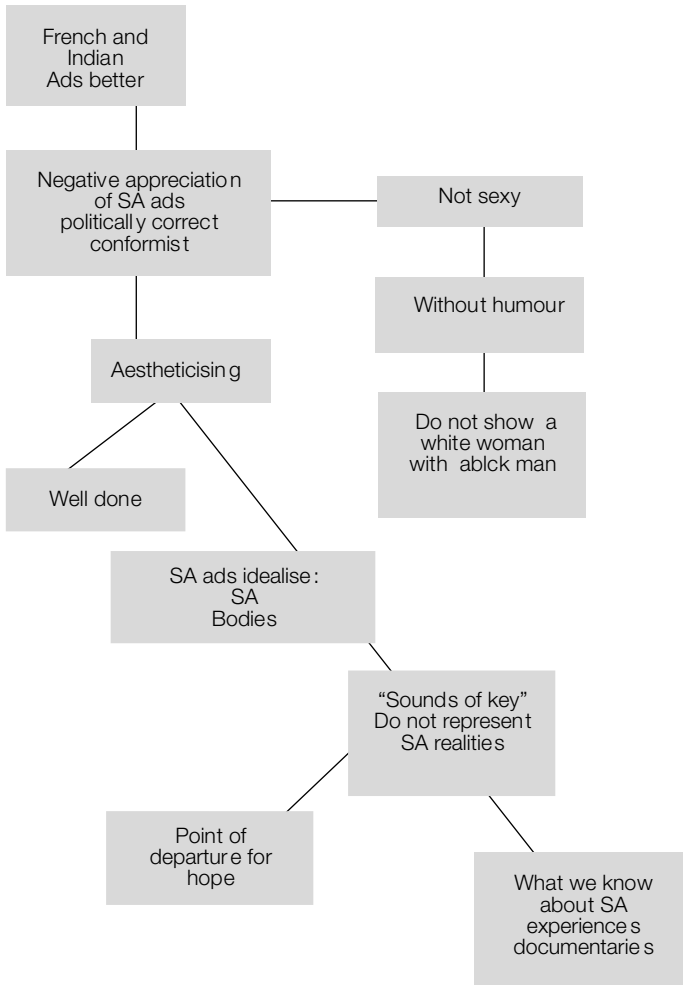 French and
Indian
Ads better
Negative appreciation
of SA ads
politically correct
conformist
Not sexy
Without humour
Aestheticising
Do not show a
white woman
with ablck man
Well done
SA ads idealise:
SA
Bodies
“Sounds of key”
Do not represent
SA realities
Point of
departure for
hope
What we know
about SA
experiences
documentaries